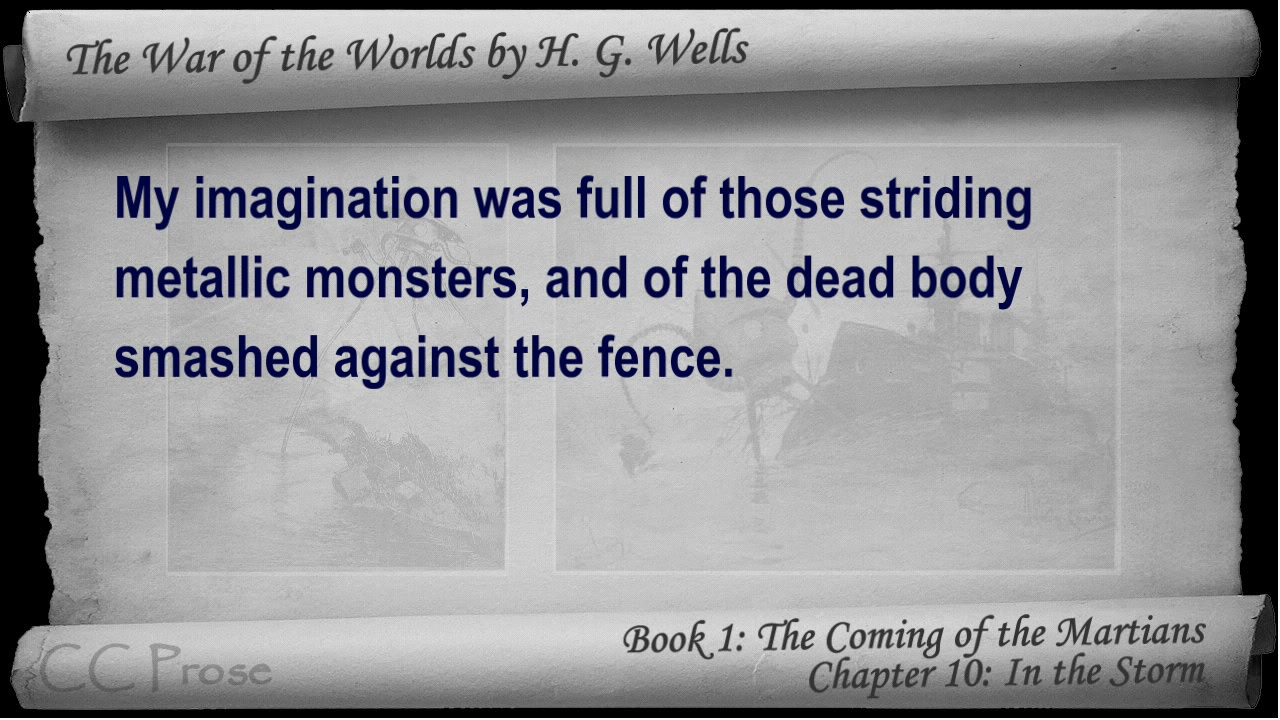 The War of the Worlds by H. G. Wells
My imagination was full of those striding
metallic monsters, and of the dead body
smashed against the fence.
Book 1: The Coming of the Martians
Chapter 10: In the Storm
CC Prose